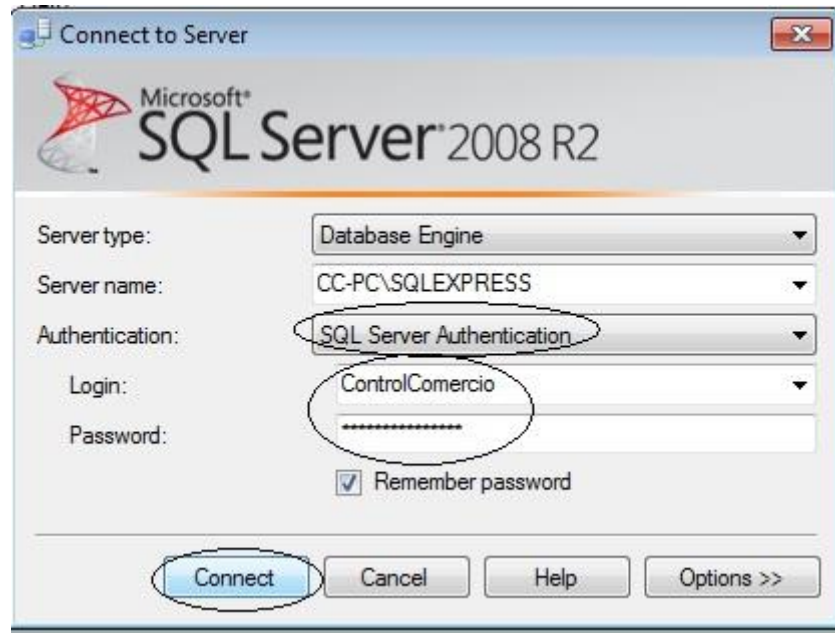 Connect to Server
Microsoft®
SQL Server® 2008 R2
Server type: Database Engine
Server name: CC-PC\SQLEXPRESS
Authentication: SQL Server Authentication
Login: ControlComercio
Password: ***************
Remember password
Connect Cancel Help Options >>